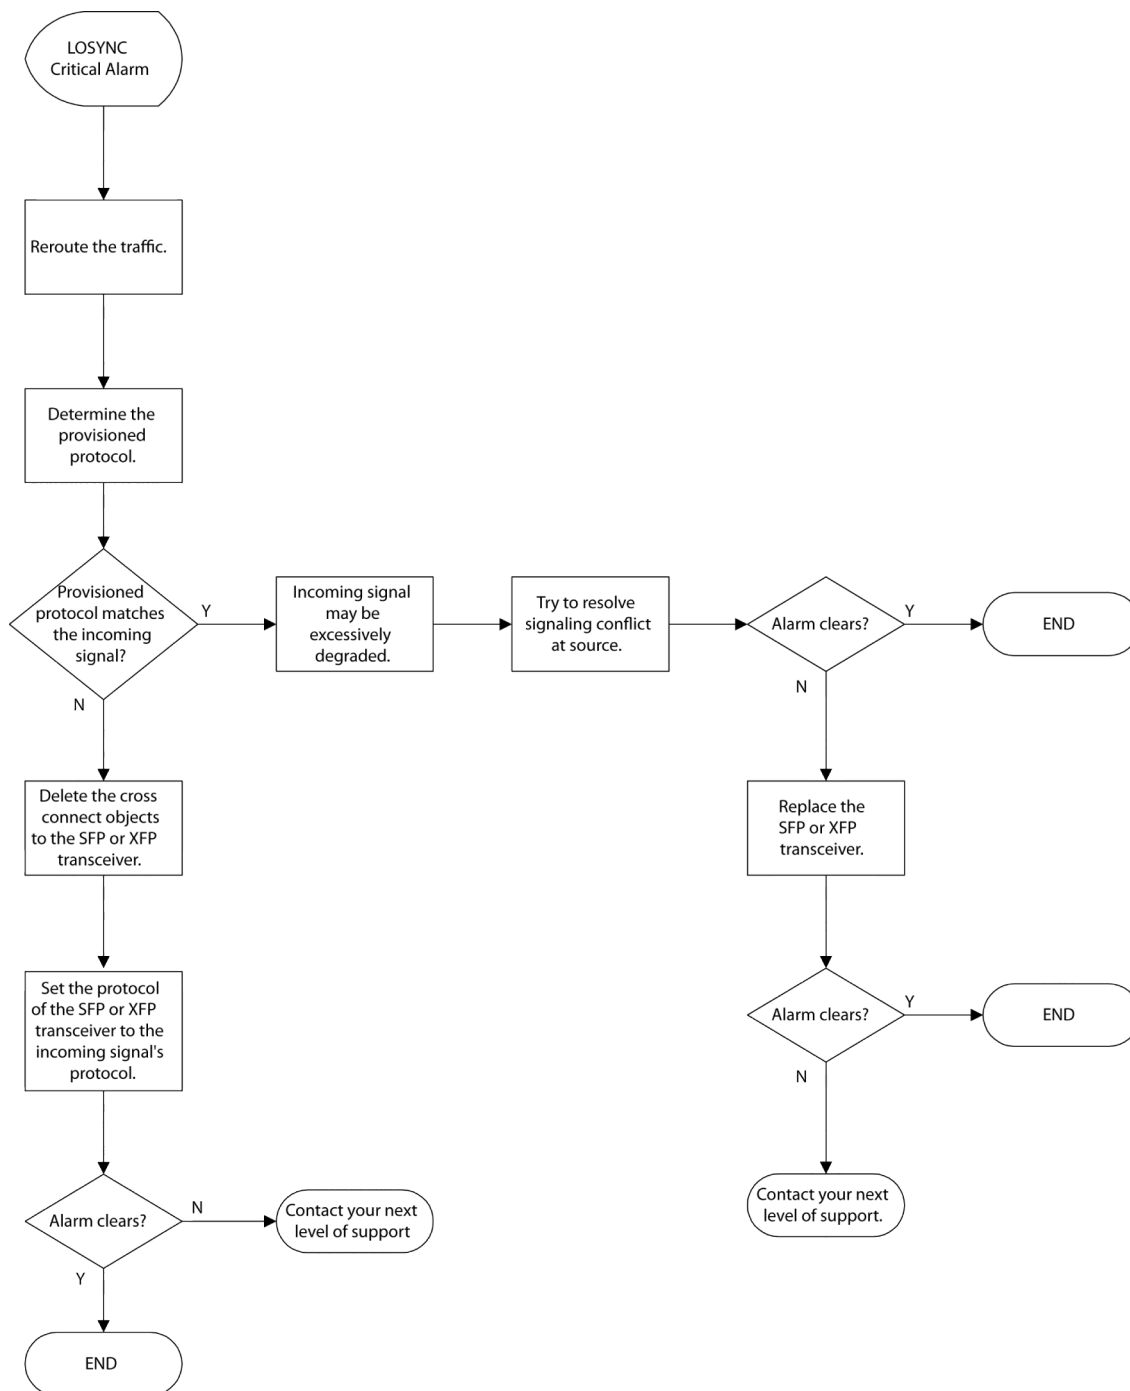 LOSYNC
Critical Alarm
Reroute the traffic.
Determine the
provisioned
protocol.
Provisioned
protocol matches
the incoming
signal?
Y
N
Incoming signal
may be
excessively
degraded.
Try to resolve
signaling conflict
at source.
Alarm clears?
Y
N
END
Delete the cross
connect objects
to the SFP or XFP
transceiver.
Replace the
SFP or XFP
transceiver.
Set the protocol
of the SFP or XFP
transceiver to the
incoming signal's
protocol.
Alarm clears?
Y
N
END
Alarm clears?
N
Y
Contact your next
level of support
Contact your next
level of support.
END